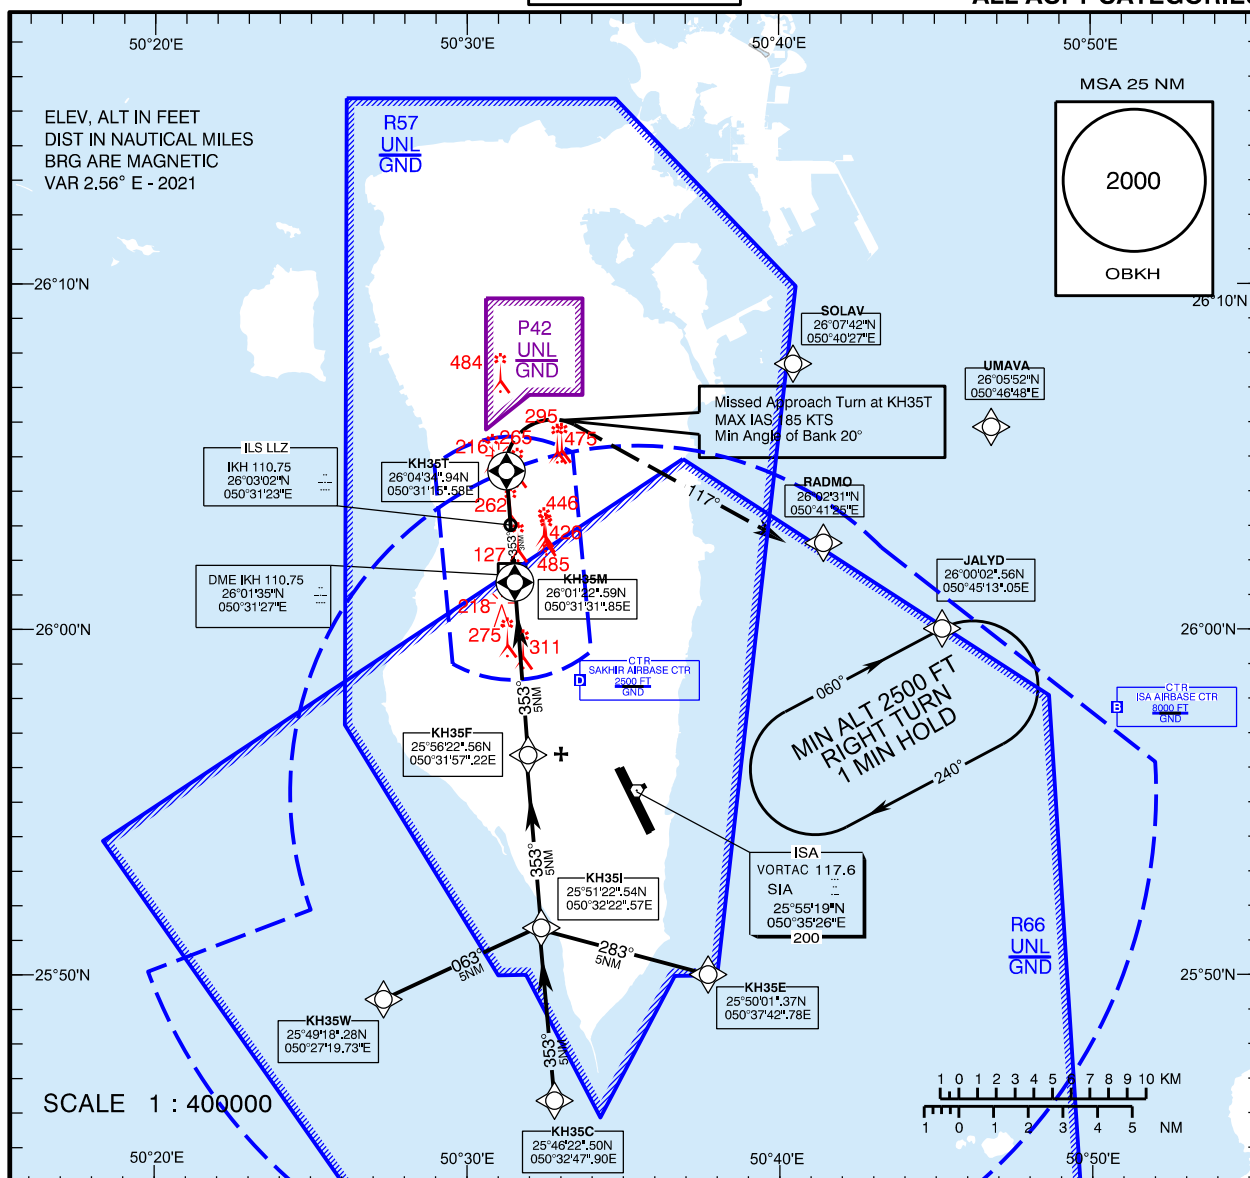 ALL ACFT CATEGORIES
50°20'E
50°30'E
50°40'E
50°50'E
ELEV, ALT IN FEET
DIST IN NAUTICAL MILES
BRG ARE MAGNETIC
VAR 2.56° E - 2021
R57
UNL
GND
MSA 25 NM
2000
OBKH
26°10'N
26°10'N
P42
UNL
GND
484
SOLAV
26°07'42"N
050°40'27"E
UMAVA
26°05'52"N
050°46'48"E
Missed Approach Turn at KH35T
MAX IAS 185 KTS
Min Angle of Bank 20°
295
475
216
265
ILS LLZ
IKH 110.75
26°03'02"N
050°31'23"E
KH35T
26°04'34".94N
050°31'15".58E
262
446
426
485
127
353°
3NM
117°
RADMO
26°02'31"N
050°41'25"E
JALYD
26°00'02".56N
050°45'13".05E
DME IKH 110.75
26°01'35"N
050°31'27"E
KH35M
26°01'22".59N
050°31'31".85E
218
275
311
26°00'N
26°00'N
CTR
SAKHIR AIRBASE CTR
2500 FT
GND
D
CTR
ISA AIRBASE CTR
8000 FT
GND
B
060°
MIN ALT 2500 FT
RIGHT TURN
1 MIN HOLD
240°
353°
5NM
KH35F
25°56'22".56N
050°31'57".22E
353°
5NM
ISA
VORTAC 117.6
SIA
25°55'19"N
050°35'26"E
200
KH35I
25°51'22".54N
050°32'22".57E
R66
UNL
GND
063°
5NM
283°
5NM
25°50'N
25°50'N
KH35E
25°50'01".37N
050°37'42".78E
KH35W
25°49'18".28N
050°27'19.73"E
353°
5NM
SCALE 1 : 400000
KH35C
25°46'22".50N
050°32'47".90E
1 0 1 2 3 4 5 6 7 8 9 10 KM
1 0 1 2 3 4 5 NM
50°20'E
50°30'E
50°40'E
50°50'E